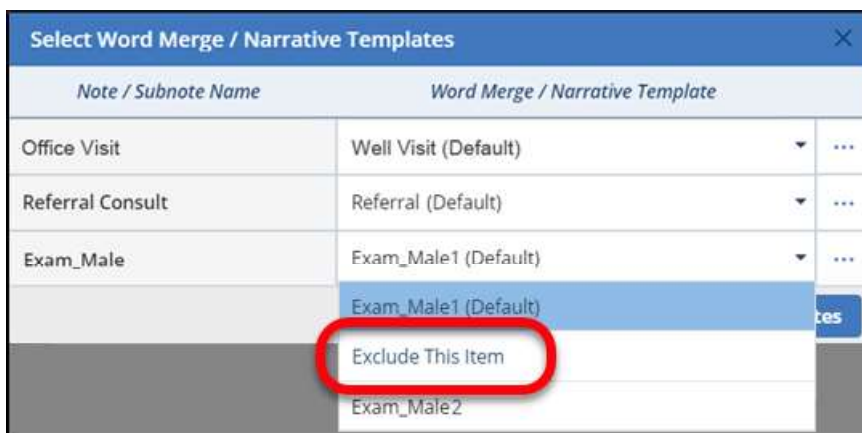 Select Word Merge / Narrative Templates
Note / Subnote Name Word Merge / Narrative Template
Office Visit Well Visit (Default)
Referral Consult Referral (Default)
Exam_Male Exam_Male1 (Default)
Exam_Male1 (Default)
Exclude This Item
Exam_Male2